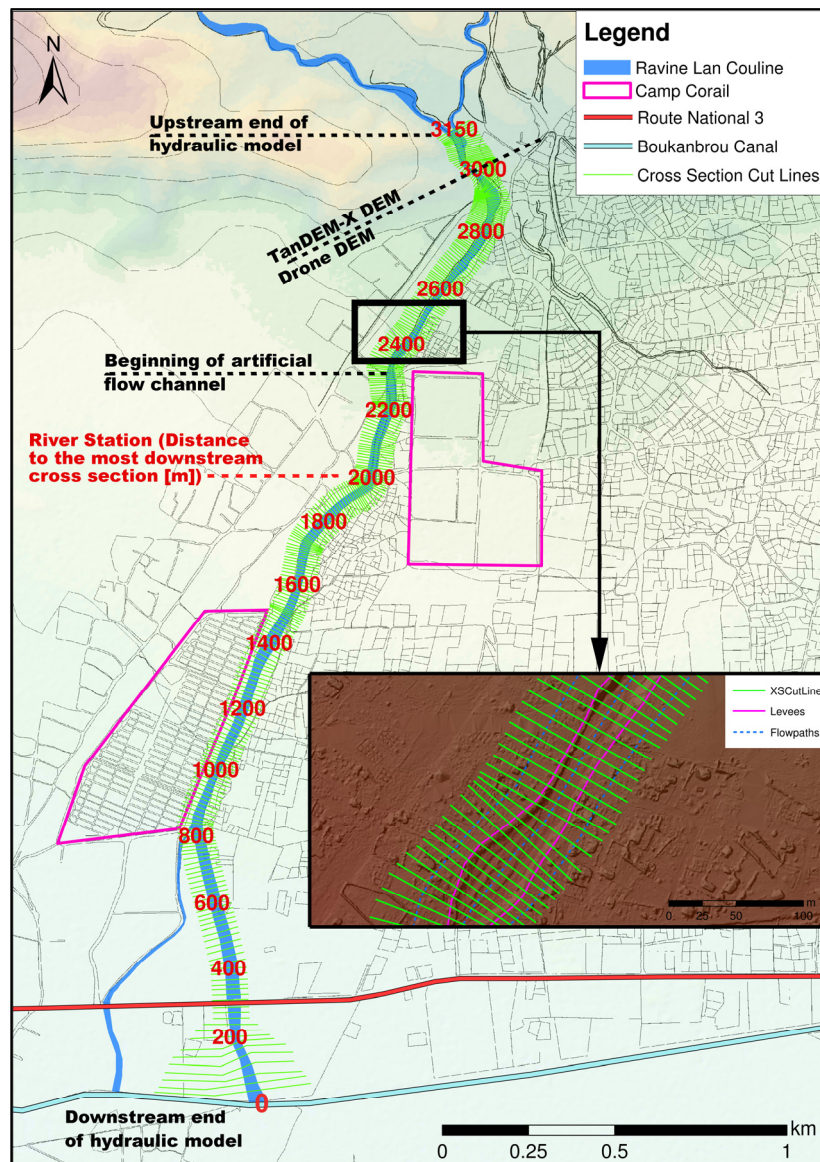 Legend
Ravine Lan Couline
Camp Corail
Route National 3
Boukanbrou Canal
Cross Section Cut Lines
N
Upstream end of
hydraulic model
3150
3000
TanDEM-X DEM
Drone DEM
2800
2600
2400
Beginning of artificial
flow channel
2200
River Station (Distance
to the most downstream
cross section [m])
2000
1800
1600
1400
1200
1000
800
600
400
200
0
XSCutLine
Levees
Flowpaths
m
0 25 50 100
Downstream end
of hydraulic model
km
0 0.25 0.5 1